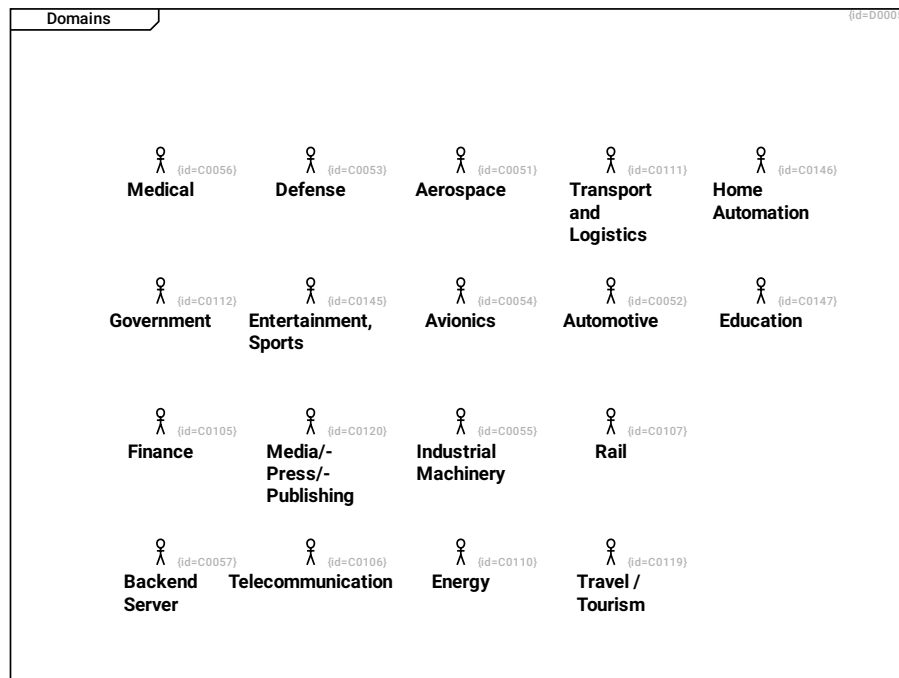 Domains
{id=C0056} {id=C0053} {id=C0051} {id=C0111} {id=C0146}
Medical Defense Aerospace Transport Home
and Automation
Logistics
{id=C0112} {id=C0145} {id=C0054} {id=C0052} {id=C0147}
Government Entertainment, Avionics Automotive Education
Sports
{id=C0105} {id=C0120} {id=C0055} {id=C0107}
Finance Media/- Industrial Rail
Press/- Machinery
Publishing
{id=C0057} {id=C0106} {id=C0110} {id=C0119}
Backend Telecommunication Energy Travel /
Server Tourism